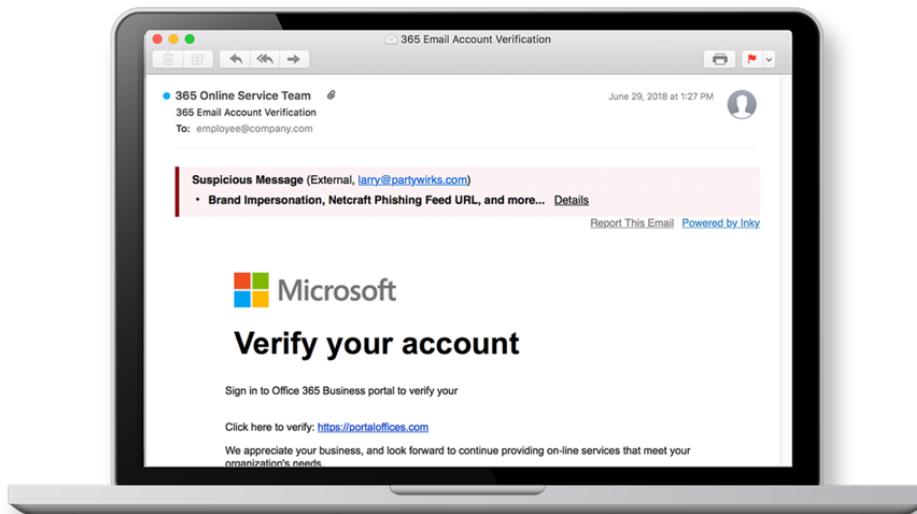 365 Email Account Verification
365 Online Service Team
June 29, 2018 at 1:27 PM
365 Email Account Verification
To: employee@company.com
Suspicious Message (External, larry@partywirks.com)
• Brand Impersonation, Netcraft Phishing Feed URL, and more... Details
Report This Email Powered by Inky
Microsoft
Verify your account
Sign in to Office 365 Business portal to verify your
Click here to verify: https://portaloffices.com
We appreciate your business, and look forward to continue providing on-line services that meet your
organization's needs.